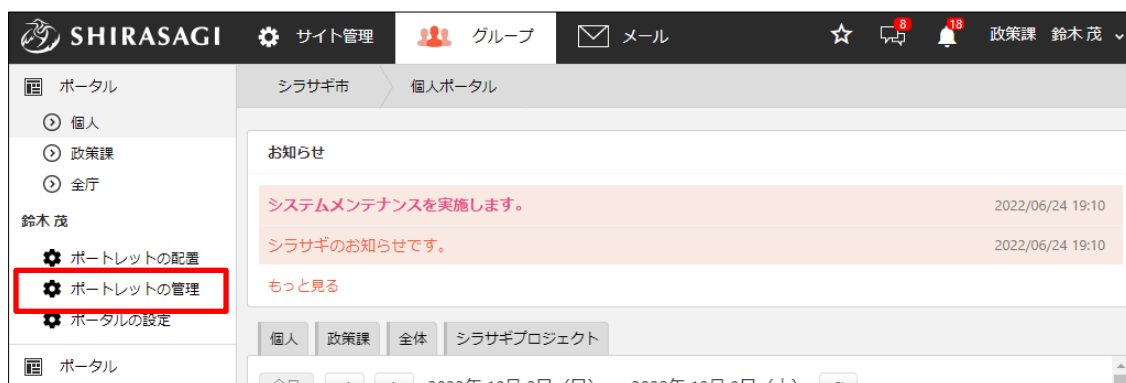 SHIRASAGI サイト管理 グループ メール 8 18 政策課 鈴木 茂
ポータル
個人
政策課
全庁
鈴木 茂
ポートレットの配置
ポートレットの管理
ポータルの設定
ポータル
シラサギ市 個人ポータル
お知らせ
システムメンテナンスを実施します。 2022/06/24 19:10
シラサギのお知らせです。 2022/06/24 19:10
もっと見る
個人 政策課 全体 シラサギプロジェクト